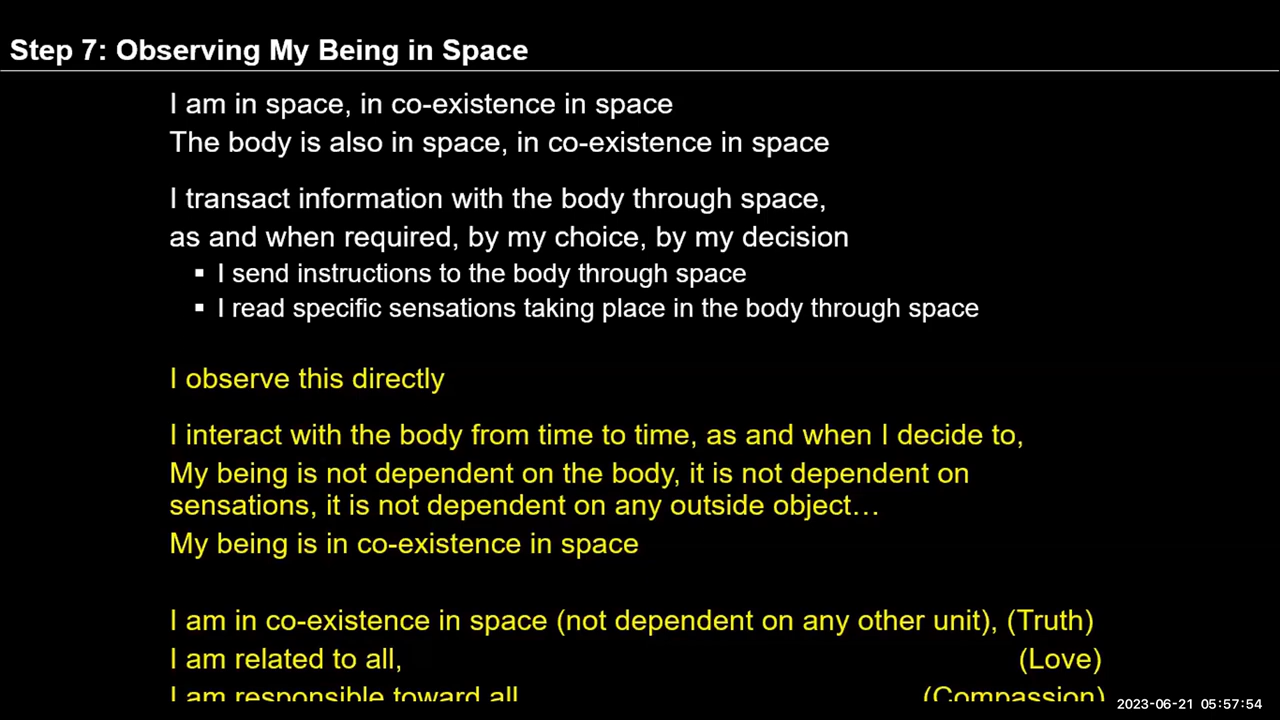 Step 7: Observing My Being in Space
I am in space, in co-existence in space
The body is also in space, in co-existence in space
I transact information with the body through space,
as and when required, by my choice, by my decision
▪ I send instructions to the body through space
▪ I read specific sensations taking place in the body through space
I observe this directly
I interact with the body from time to time, as and when I decide to,
My being is not dependent on the body, it is not dependent on
sensations, it is not dependent on any outside object…
My being is in co-existence in space
I am in co-existence in space (not dependent on any other unit), (Truth)
I am related to all, (Love)
I am responsible toward all (Compassion)
2023-06-21 05:57:54